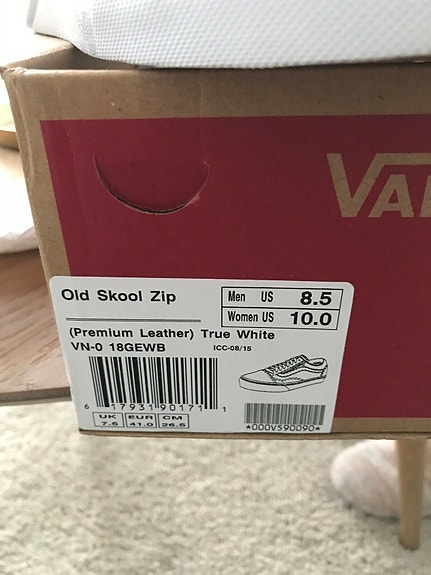 VA
Old Skool Zip
Men US 8.5
Women US 10.0
(Premium Leather) True White
VN-0 18GEWB
ICC-08/15
6 17931 90171 1
*000V590090*
UK EUR CM
7.5 41.0 26.5